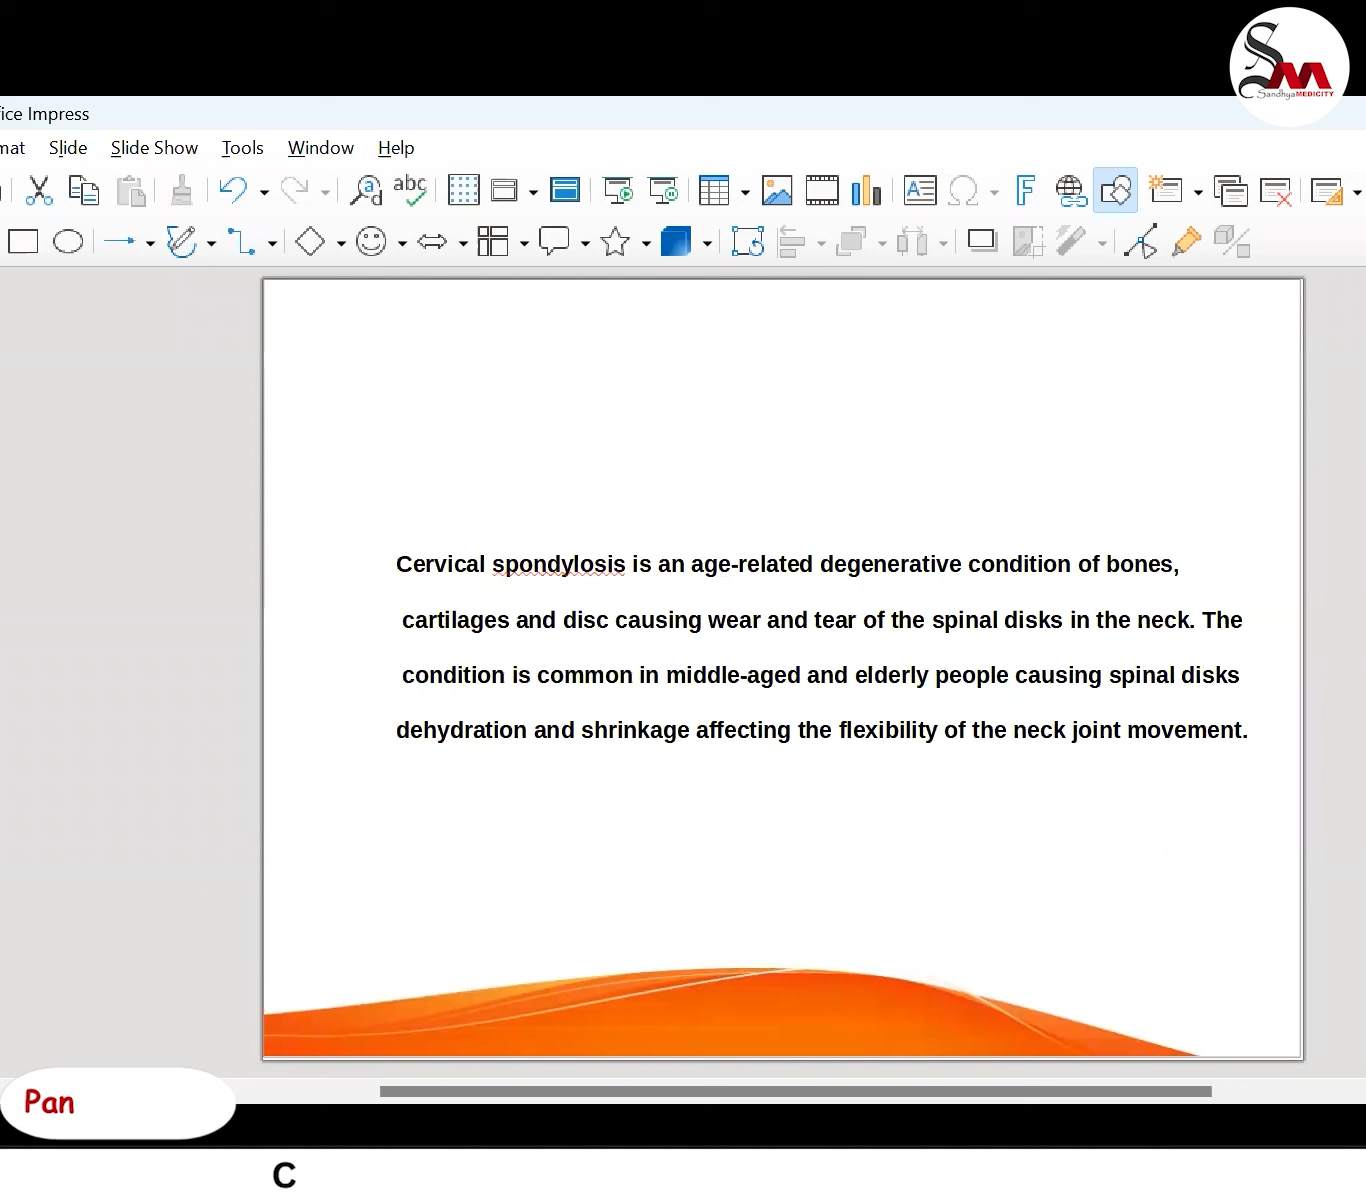 SM
Sandhya MEDICITY
ice Impress
mat Slide Slide Show Tools Window Help
a
abc
A
Ω
F
Cervical spondylosis is an age-related degenerative condition of bones,
cartilages and disc causing wear and tear of the spinal disks in the neck. The
condition is common in middle-aged and elderly people causing spinal disks
dehydration and shrinkage affecting the flexibility of the neck joint movement.
Pan
C